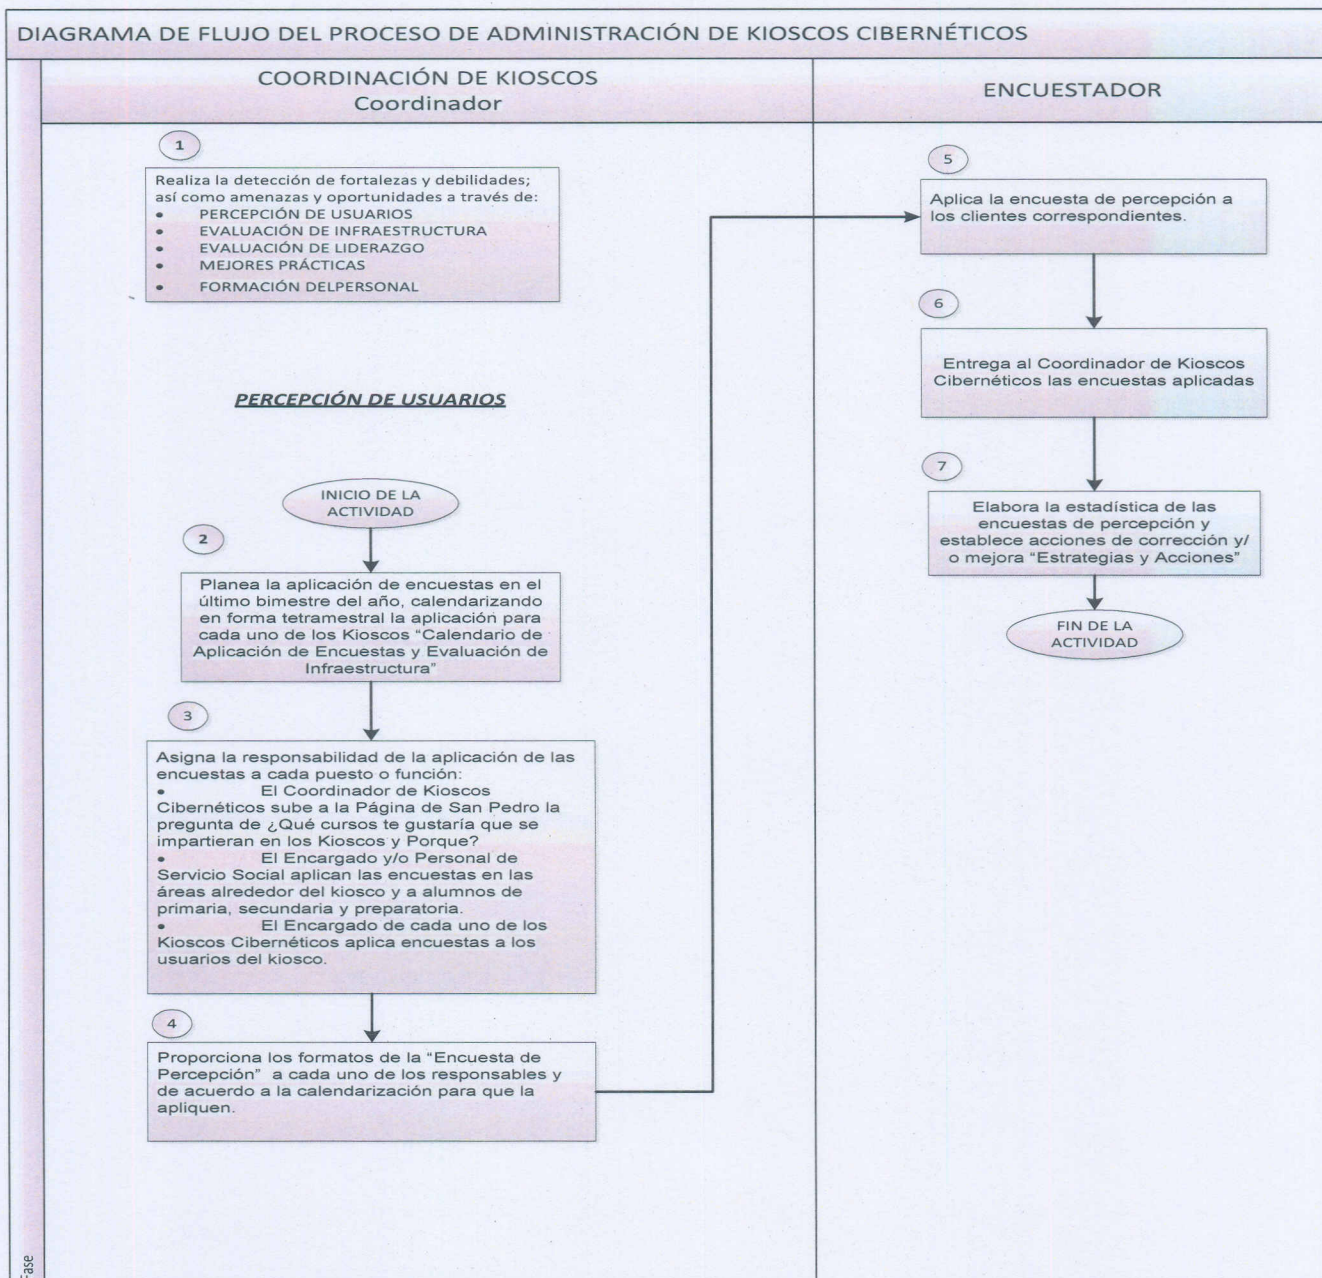 DIAGRAMA DE FLUJO DEL PROCESO DE ADMINISTRACIÓN DE KIOSCOS CIBERNÉTICOS
COORDINACIÓN DE KIOSCOS
Coordinador
ENCUESTADOR
1
Realiza la detección de fortalezas y debilidades;
así como amenazas y oportunidades a través de:
• PERCEPCIÓN DE USUARIOS
• EVALUACIÓN DE INFRAESTRUCTURA
• EVALUACIÓN DE LIDERAZGO
• MEJORES PRÁCTICAS
• FORMACIÓN DELPERSONAL
PERCEPCIÓN DE USUARIOS
INICIO DE LA
ACTIVIDAD
2
Planea la aplicación de encuestas en el
último bimestre del año, calendarizando
en forma tetramestral la aplicación para
cada uno de los Kioscos “Calendario de
Aplicación de Encuestas y Evaluación de
Infraestructura”
3
Asigna la responsabilidad de la aplicación de las
encuestas a cada puesto o función:
• El Coordinador de Kioscos
Cibernéticos sube a la Página de San Pedro la
pregunta de ¿Qué cursos te gustaría que se
impartieran en los Kioscos y Porque?
• El Encargado y/o Personal de
Servicio Social aplican las encuestas en las
áreas alrededor del kiosco y a alumnos de
primaria, secundaria y preparatoria.
• El Encargado de cada uno de los
Kioscos Cibernéticos aplica encuestas a los
usuarios del kiosco.
4
Proporciona los formatos de la “Encuesta de
Percepción” a cada uno de los responsables y
de acuerdo a la calendarización para que la
apliquen.
5
Aplica la encuesta de percepción a
los clientes correspondientes.
6
Entrega al Coordinador de Kioscos
Cibernéticos las encuestas aplicadas
7
Elabora la estadística de las
encuestas de percepción y
establece acciones de corrección y/
o mejora “Estrategias y Acciones”
FIN DE LA
ACTIVIDAD
Fase